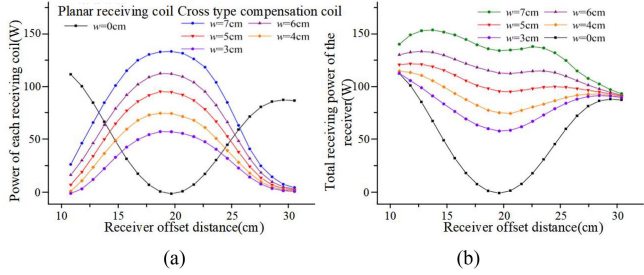 Planar receiving coil Cross type compensation coil
w=0cm
w=7cm
w=6cm
w=5cm
w=4cm
w=3cm
Power of each receiving coil(W)
150
100
50
0
10
15
20
25
30
Receiver offset distance(cm)
(a)
w=7cm
w=6cm
w=5cm
w=4cm
w=3cm
w=0cm
Total receiving power of the
receiver(W)
150
100
50
0
10
15
20
25
30
Receiver offset distance(cm)
(b)